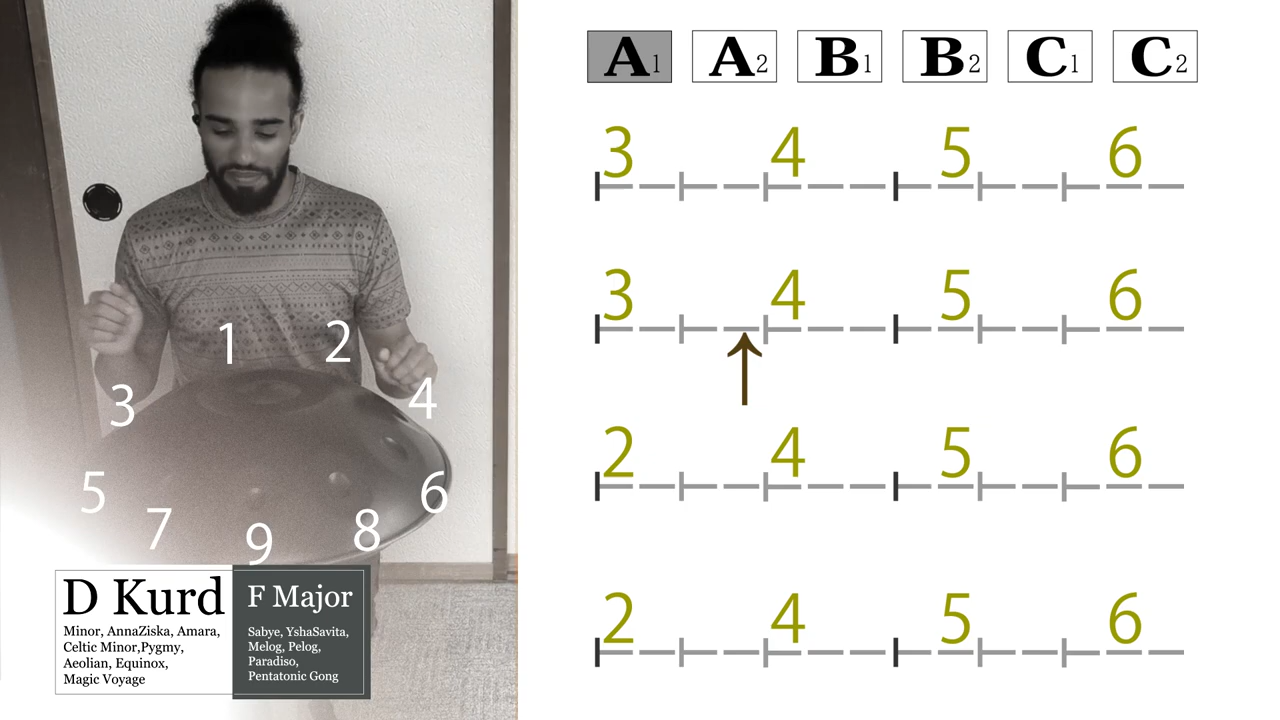 A1 A2 B1 B2 C1 C2
3 4 5 6
3 4 5 6
2 4 5 6
2 4 5 6
1 2
3 4
5 6
7 8
9
D Kurd
Minor, AnnaZiska, Amara,
Celtic Minor,Pygmy,
Aeolian, Equinox,
Magic Voyage
F Major
Sabye, YshaSavita,
Melog, Pelog,
Paradiso,
Pentatonic Gong